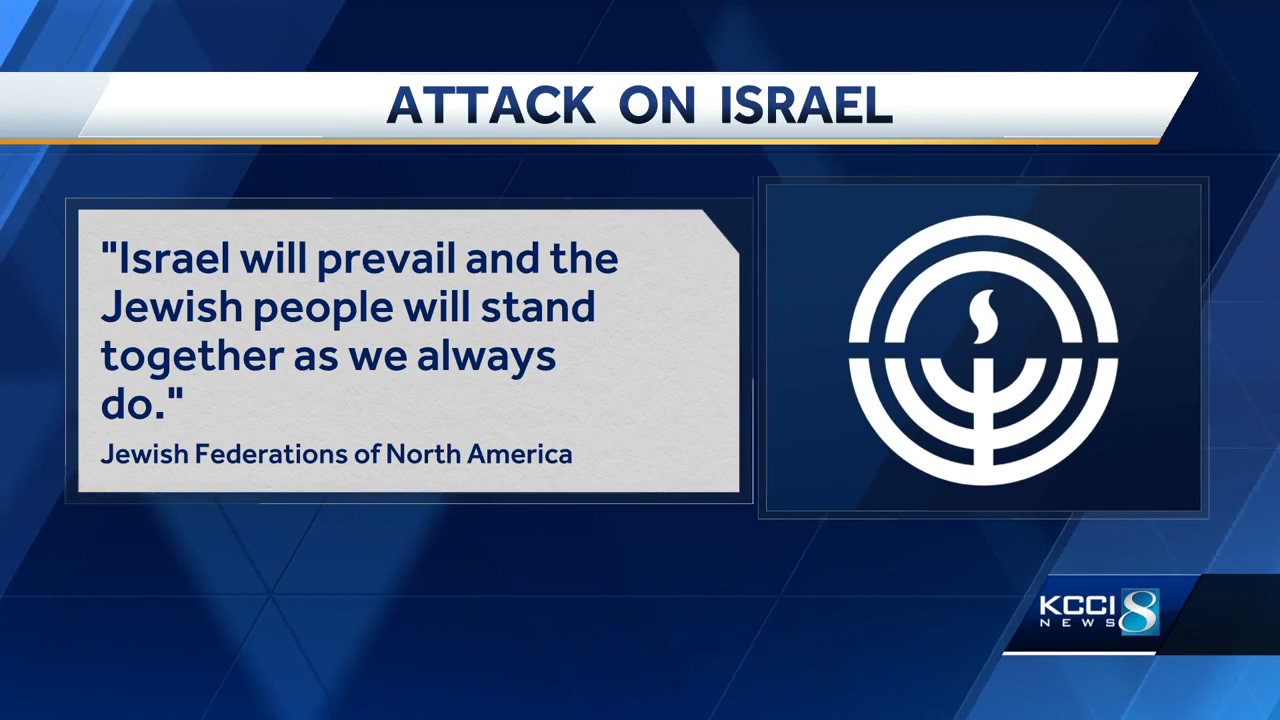 ATTACK ON ISRAEL
"Israel will prevail and the
Jewish people will stand
together as we always
do."
Jewish Federations of North America
KCCI 8
NEWS